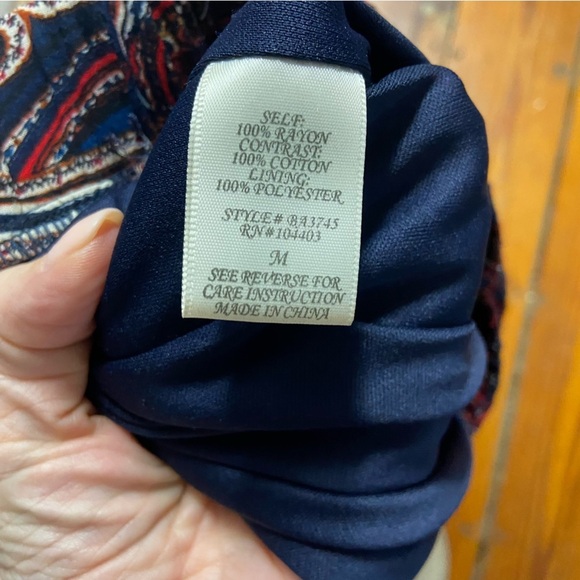 SELF:
100% RAYON
CONTRAST:
100% COTTON
LINING:
100% POLYESTER
STYLE# BA3745
RN#104403
M
SEE REVERSE FOR
CARE INSTRUCTION
MADE IN CHINA